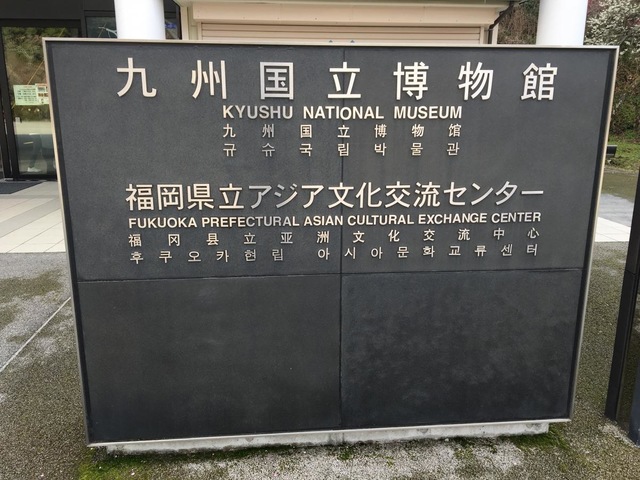 九州国立博物館
KYUSHU NATIONAL MUSEUM
九州国立博物馆
규슈국립박물관
福岡県立アジア文化交流センター
FUKUOKA PREFECTURAL ASIAN CULTURAL EXCHANGE CENTER
福冈县立亚洲文化交流中心
후쿠오카현립 아시아문화교류센터